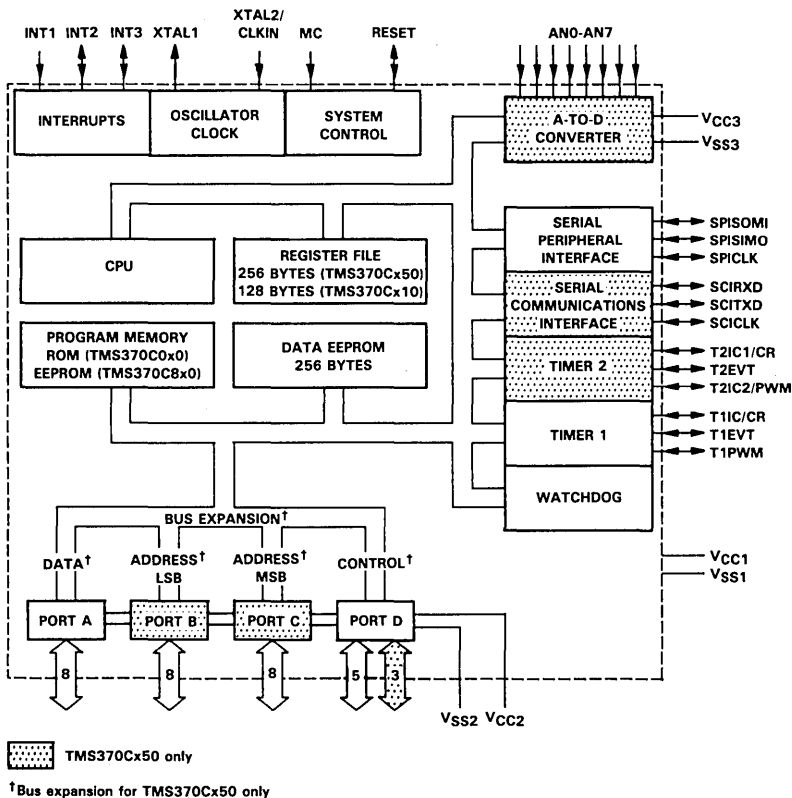 INT1 INT2 INT3 XTAL1 XTAL2/ CLKIN MC RESET AN0-AN7
INTERRUPTS
OSCILLATOR
CLOCK
SYSTEM
CONTROL
A-TO-D
CONVERTER
VCC3
VSS3
CPU
REGISTER FILE
256 BYTES (TMS370Cx50)
128 BYTES (TMS370Cx10)
SERIAL
PERIPHERAL
INTERFACE
SPISOMI
SPISIMO
SPICLK
SERIAL
COMMUNICATIONS
INTERFACE
SCIRXD
SCITXD
SCICLK
PROGRAM MEMORY
ROM (TMS370C0x0)
EEPROM (TMS370C8x0)
DATA EEPROM
256 BYTES
TIMER 2
T2IC1/CR
T2EVT
T2IC2/PWM
TIMER 1
T1IC/CR
T1EVT
T1PWM
WATCHDOG
BUS EXPANSION†
DATA†
ADDRESS†
LSB
ADDRESS†
MSB
CONTROL†
VCC1
VSS1
PORT A
PORT B
PORT C
PORT D
8 8 8 5 3
VSS2 VCC2
TMS370Cx50 only
†Bus expansion for TMS370Cx50 only